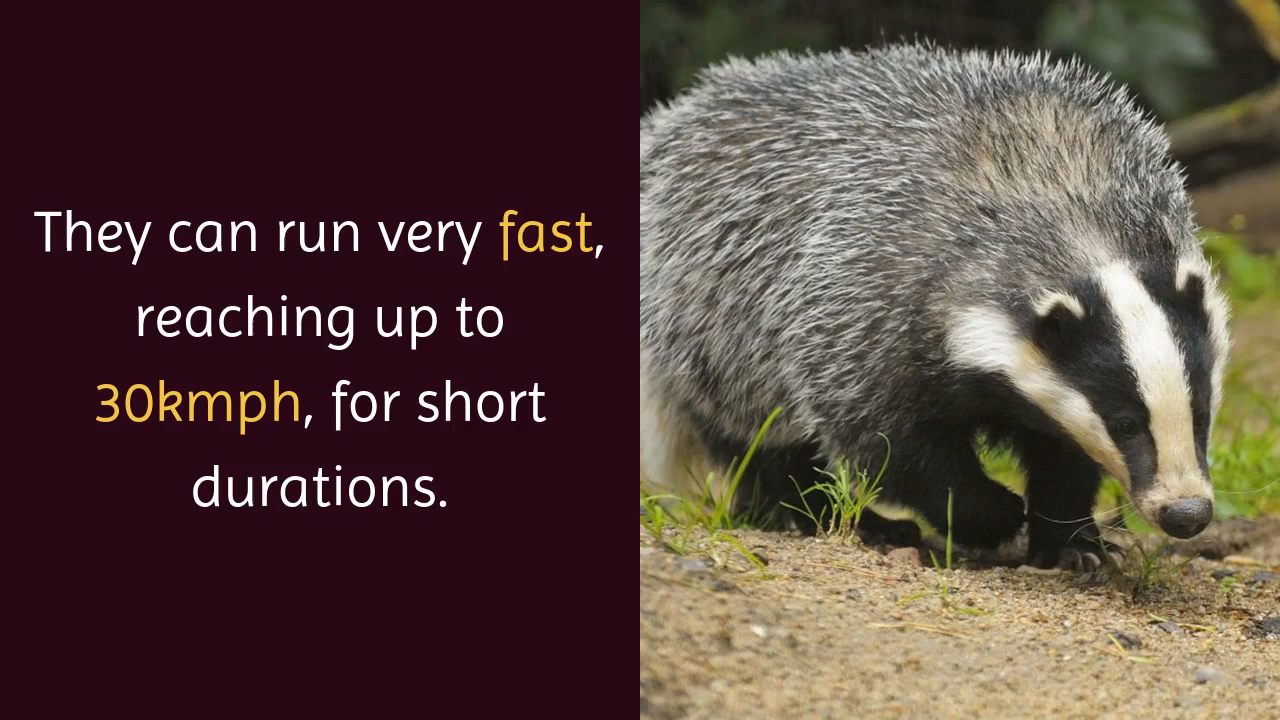 They can run very fast,
reaching up to
30kmph, for short
durations.